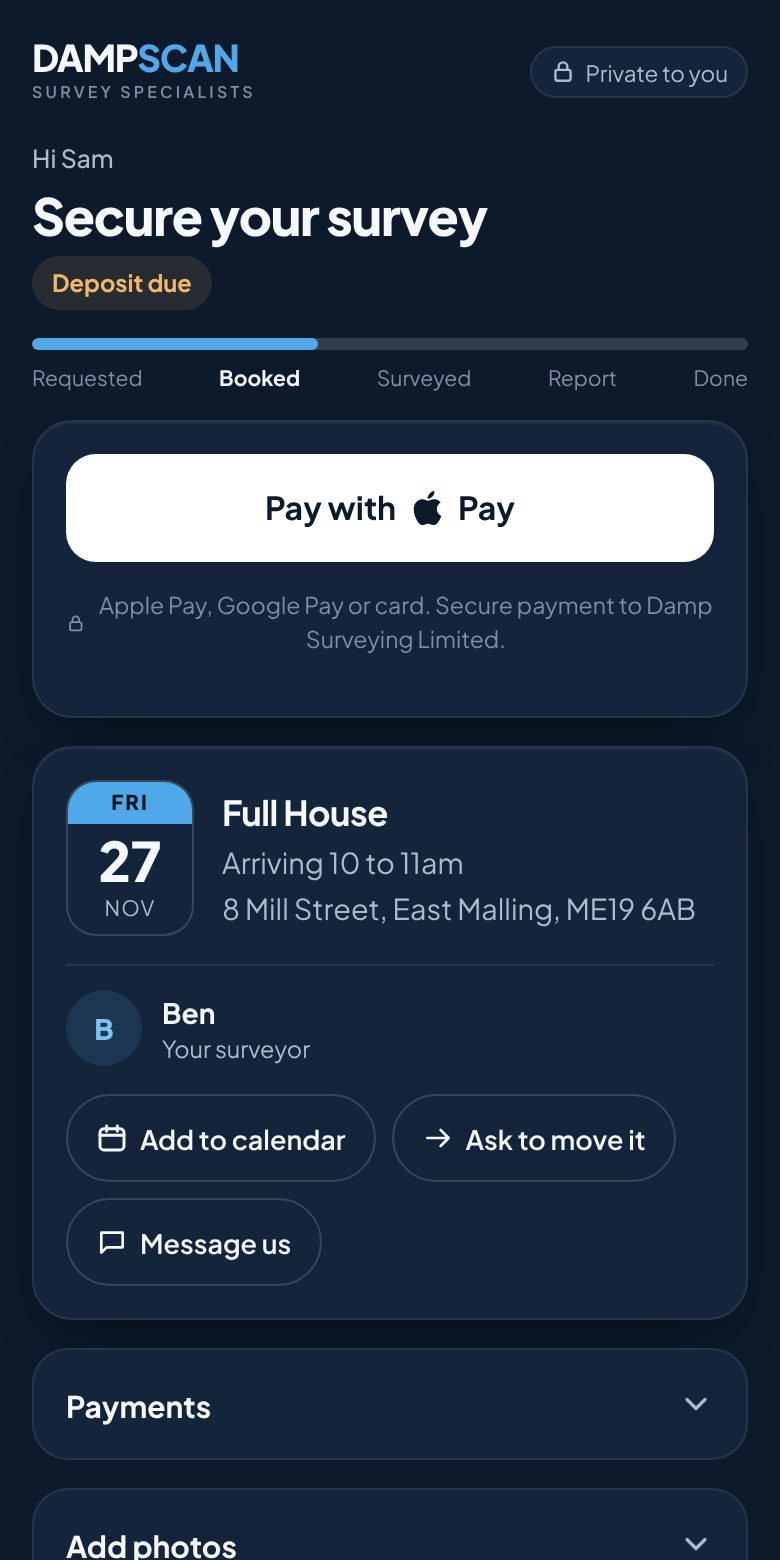 DAMPSCAN
SURVEY SPECIALISTS
Private to you
Hi Sam
Secure your survey
Deposit due
Requested
Booked
Surveyed
Report
Done
Pay with Pay
Apple Pay, Google Pay or card. Secure payment to Damp
Surveying Limited.
FRI
27
NOV
Full House
Arriving 10 to 11am
8 Mill Street, East Malling, ME19 6AB
B
Ben
Your surveyor
Add to calendar
Ask to move it
Message us
Payments
Add photos